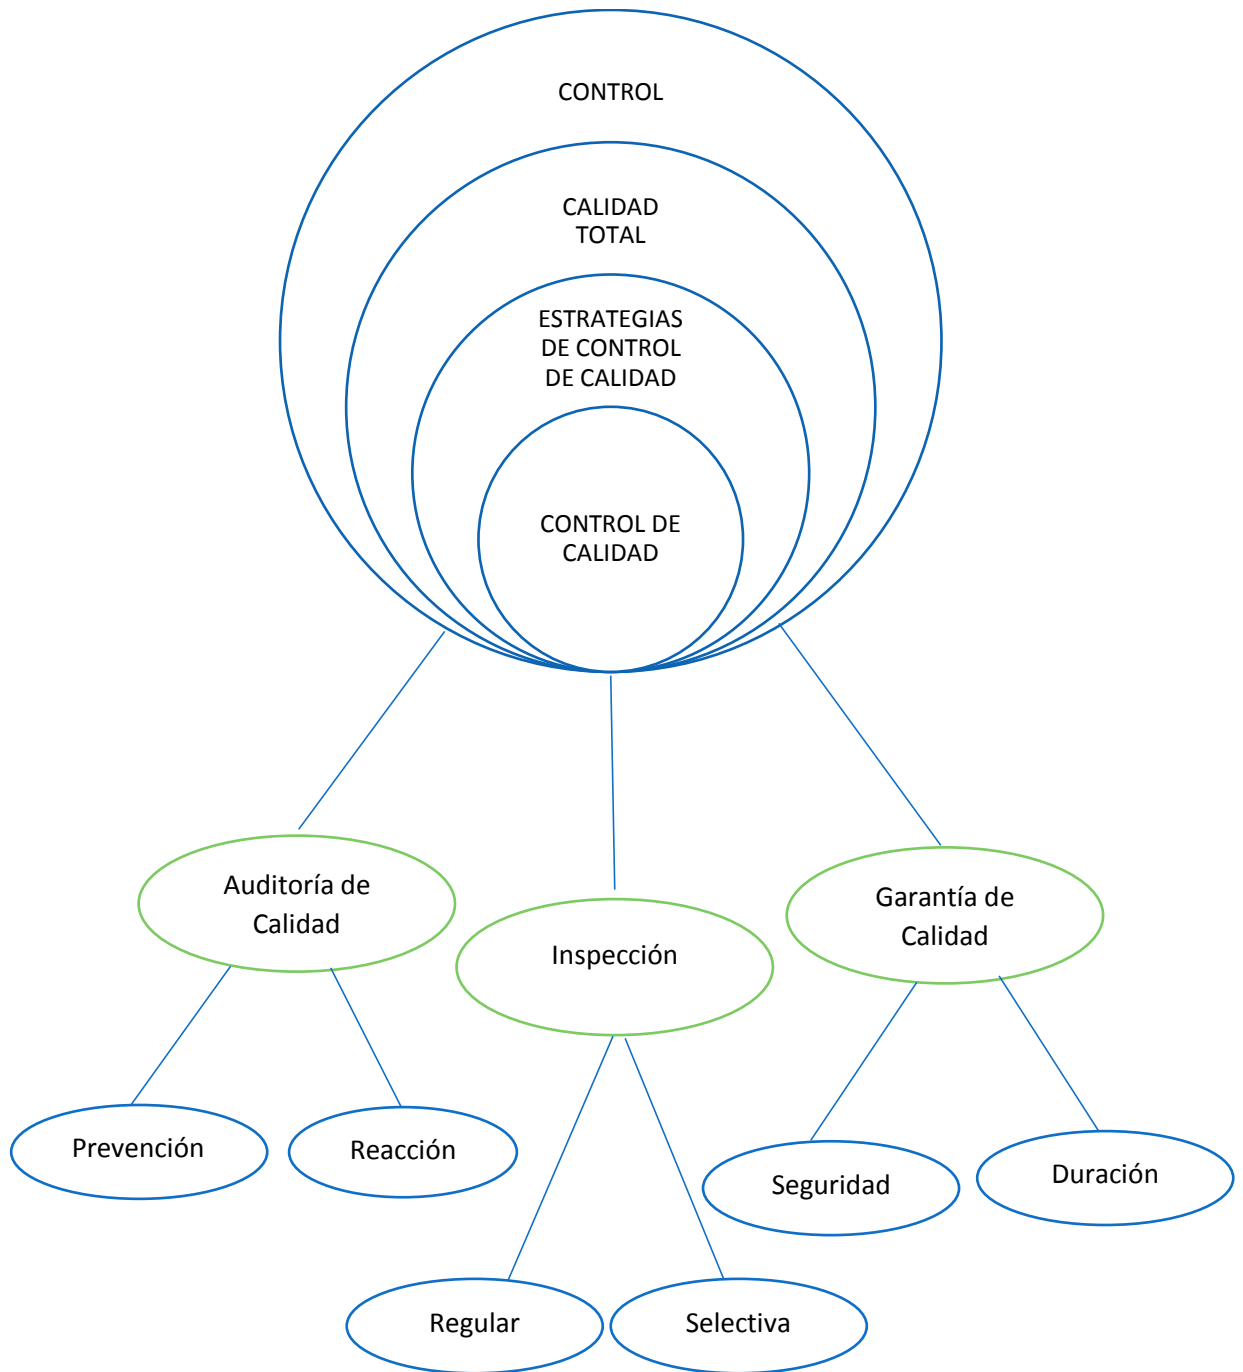 CONTROL
CALIDAD
TOTAL
ESTRATEGIAS
DE CONTROL
DE CALIDAD
CONTROL DE
CALIDAD
Auditoría de
Calidad
Inspección
Garantía de
Calidad
Prevención
Reacción
Seguridad
Duración
Regular
Selectiva